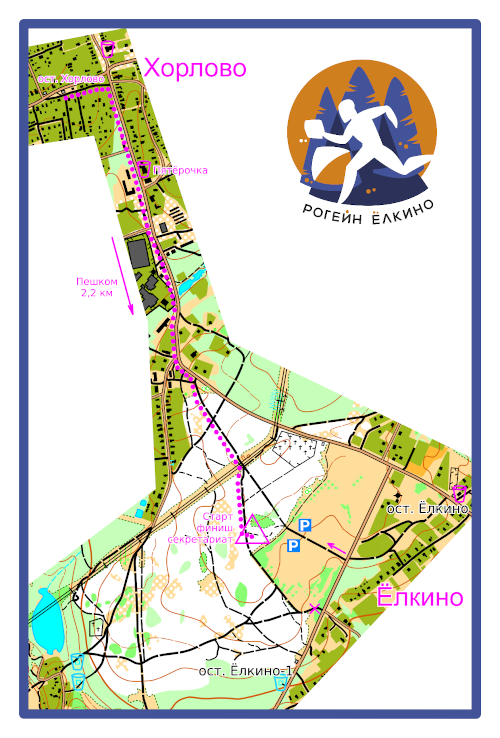 Хорлово
ост. Хорлово
Пятёрочка
РОГЕЙН ЁЛКИНО
Пешком
2,2 км
Старт
финиш
секретариат
P
P
ост. Ёлкино
Ёлкино
ост. Ёлкино-1